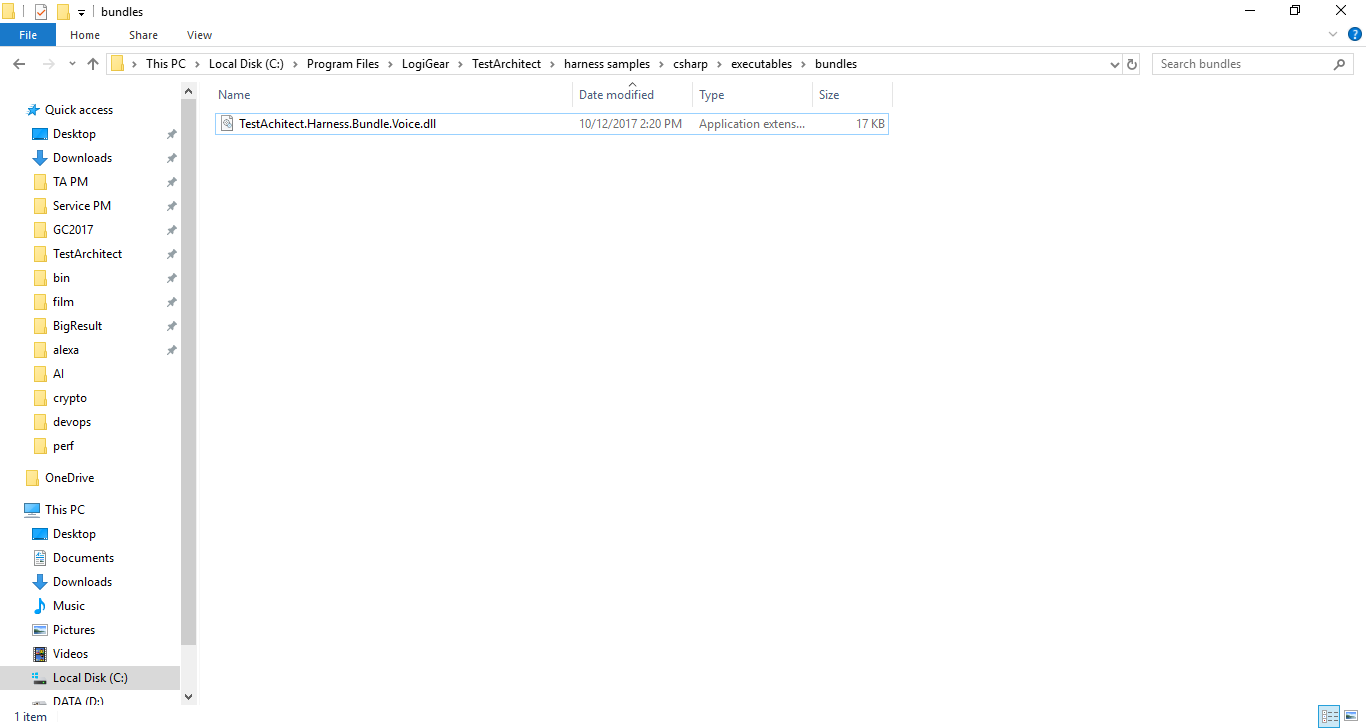 bundles
File Home Share View
This PC Local Disk (C:) Program Files LogiGear TestArchitect harness samples csharp executables bundles Search bundles
Name Date modified Type Size
TestAchitect.Harness.Bundle.Voice.dll 10/12/2017 2:20 PM Application extens... 17 KB
Quick access
Desktop
Downloads
TA PM
Service PM
GC2017
TestArchitect
bin
film
BigResult
alexa
AI
crypto
devops
perf
OneDrive
This PC
Desktop
Documents
Downloads
Music
Pictures
Videos
Local Disk (C:)
DATA (D:)
1 item